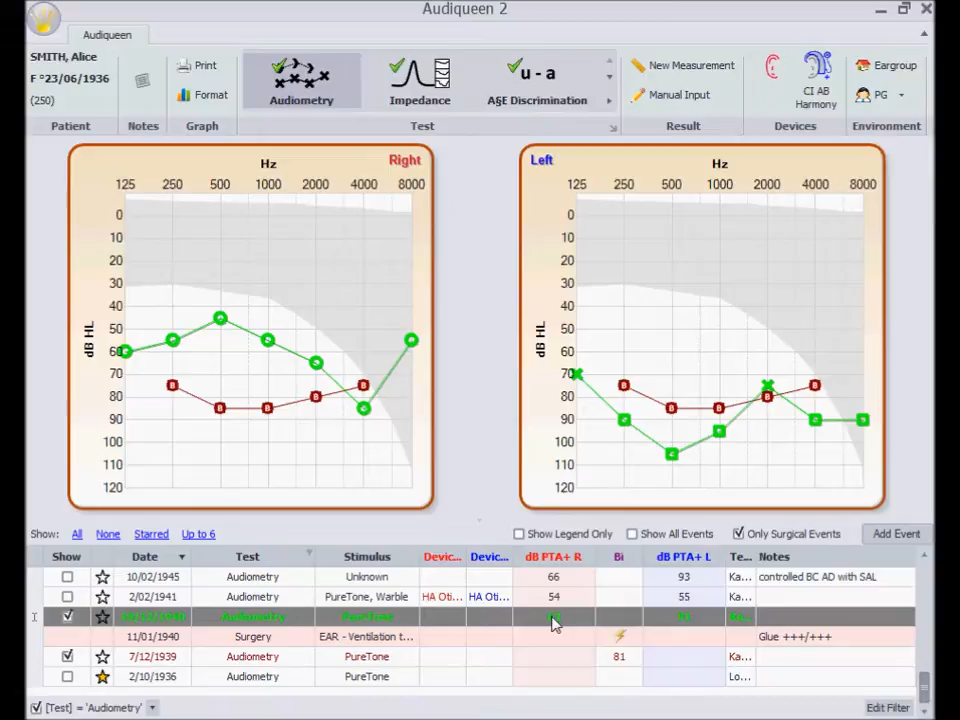 Audiqueen 2
Audiqueen
SMITH, Alice
F °23/06/1936
(250)
Print
Format
Audiometry
Impedance
u - a
A§E Discrimination
New Measurement
Manual Input
CI AB
Harmony
Eargroup
PG
Patient
Notes
Graph
Test
Result
Devices
Environment
Hz
Right
125 250 500 1000 2000 4000 8000
0
10
20
30
40
50
60
70
80
90
100
110
120
dB HL
B B B B B
Left
Hz
125 250 500 1000 2000 4000 8000
0
10
20
30
40
50
60
70
80
90
100
110
120
dB HL
B B B B B
Show: All None Starred Up to 6
Show Legend Only
Show All Events
Only Surgical Events
Add Event
Show Date Test Stimulus Devic... Devic... dB PTA+ R Bi dB PTA+ L Te... Notes
10/02/1945 Audiometry Unknown 66 93 Ka... controlled BC AD with SAL
2/02/1941 Audiometry PureTone, Warble HA Oti... HA Oti... 54 55 Ka...
Audiometry PureTone
11/01/1940 Surgery EAR - Ventilation t... Glue +++/+++
7/12/1939 Audiometry PureTone 81 Ka...
2/10/1936 Audiometry PureTone Lo...
[Test] = 'Audiometry'
Edit Filter